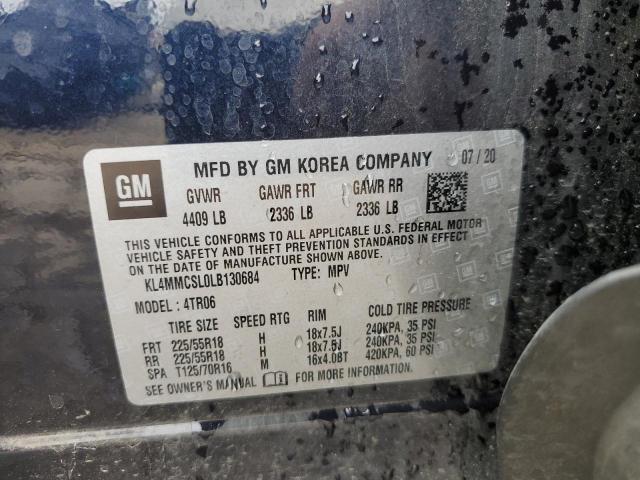 GM
MFD BY GM KOREA COMPANY 07/20
GVWR GAWR FRT GAWR RR
4409 LB 2336 LB 2336 LB
THIS VEHICLE CONFORMS TO ALL APPLICABLE U.S. FEDERAL MOTOR
VEHICLE SAFETY AND THEFT PREVENTION STANDARDS IN EFFECT
ON THE DATE OF MANUFACTURE SHOWN ABOVE.
KL4MMCSL0LB130684 TYPE: MPV
MODEL: 4TR06
TIRE SIZE SPEED RTG RIM COLD TIRE PRESSURE
FRT 225/55R18 H 18x7.5J 240KPA, 35 PSI
RR 225/55R18 H 18x7.5J 240KPA, 35 PSI
SPA T125/70R16 M 16x4.0BT 420KPA, 60 PSI
SEE OWNER'S MANUAL FOR MORE INFORMATION.